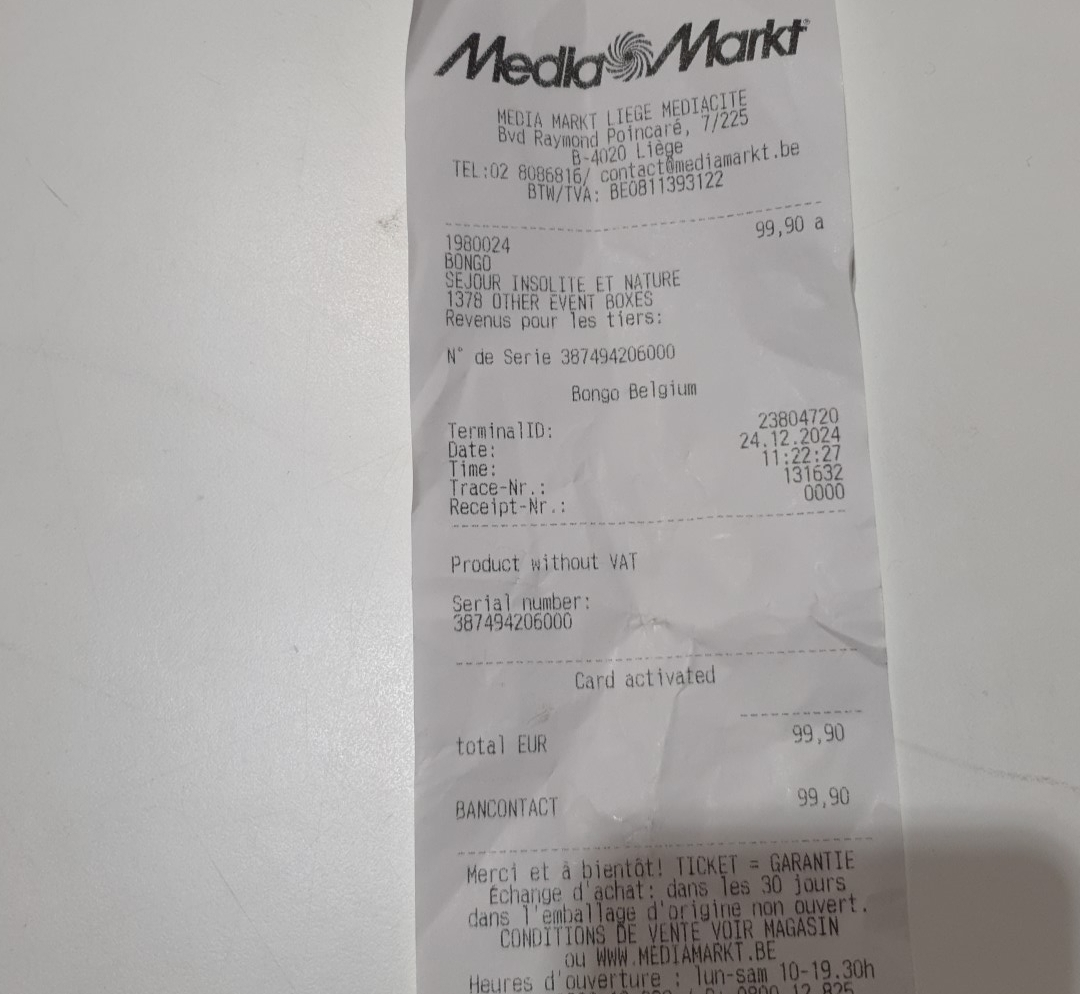 Media Markt
MEDIA MARKT LIEGE MEDIACITE
Bvd Raymond Poincaré, 7/225
B-4020 Liège
TEL:02 8086816/ contact@mediamarkt.be
BTW/TVA: BE0811393122
1980024 99,90 a
BONGO
SEJOUR INSOLITE ET NATURE
1378 OTHER EVENT BOXES
Revenus pour les tiers:
N° de Serie 387494206000
Bongo Belgium
TerminalID: 23804720
Date: 24.12.2024
Time: 11:22:27
Trace-Nr.: 131632
Receipt-Nr.: 0000
Product without VAT
Serial number:
387494206000
Card activated
total EUR 99,90
BANCONTACT 99,90
Merci et à bientôt! TICKET = GARANTIE
Échange d'achat: dans les 30 jours
dans l'emballage d'origine non ouvert.
CONDITIONS DE VENTE VOIR MAGASIN
ou WWW.MEDIAMARKT.BE
Heures d'ouverture : lun-sam 10-19.30h